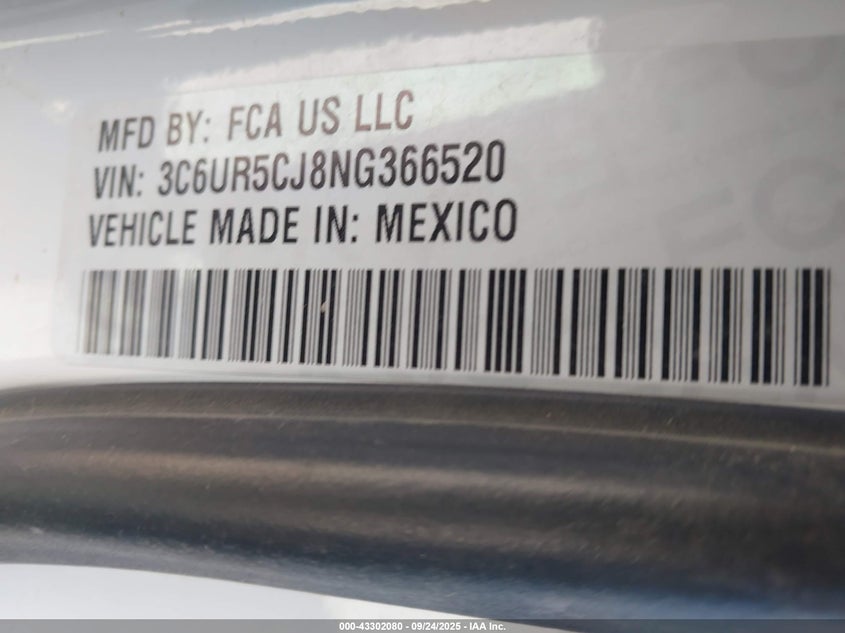 MFD BY: FCA US LLC
VIN: 3C6UR5CJ8NG366520
VEHICLE MADE IN: MEXICO
000-43302080 - 09/24/2025 - IAA Inc.